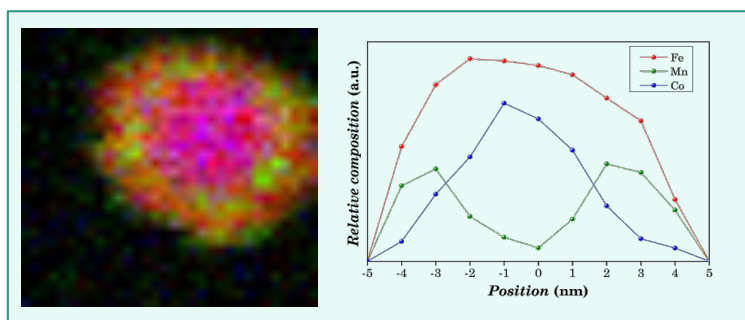 Fe
Mn
Co
Relative composition (a.u.)
-5 -4 -3 -2 -1 0 1 2 3 4 5
Position (nm)